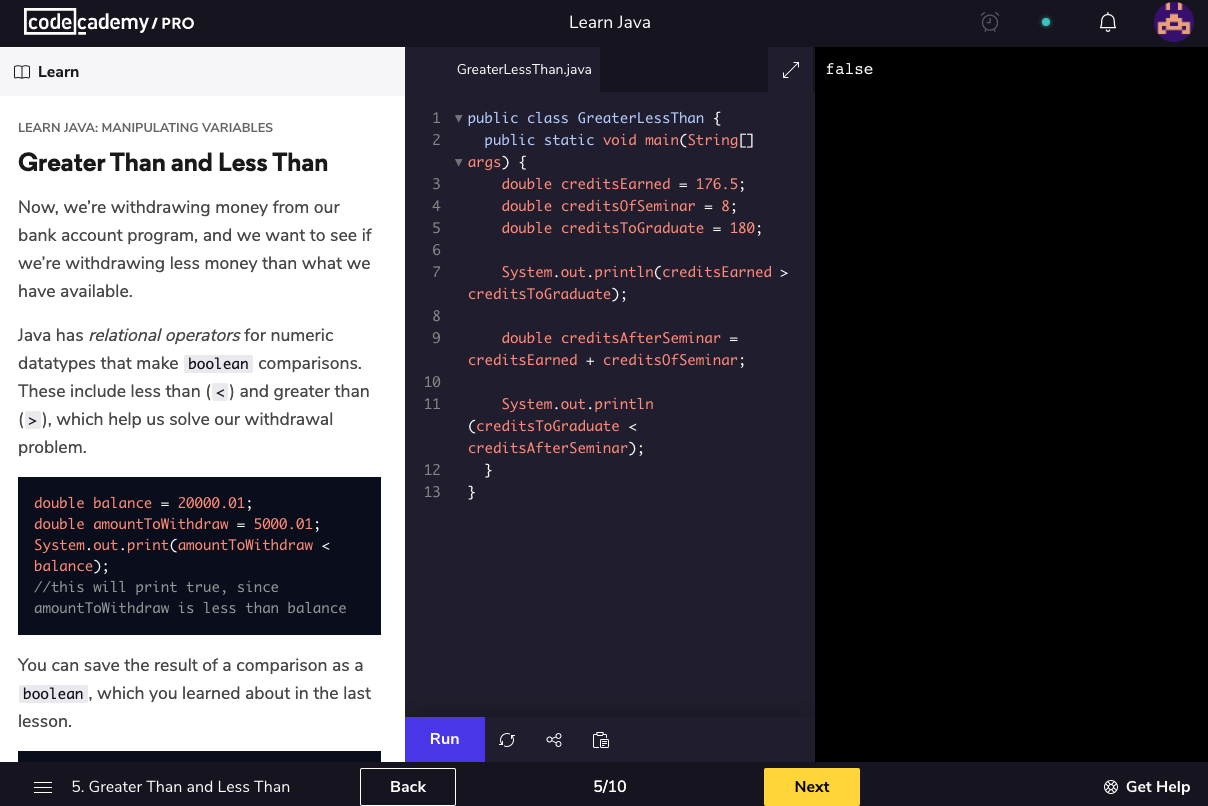 codecademy/PRO
Learn Java
Learn
LEARN JAVA: MANIPULATING VARIABLES
Greater Than and Less Than
Now, we’re withdrawing money from our
bank account program, and we want to see if
we’re withdrawing less money than what we
have available.
Java has relational operators for numeric
datatypes that make boolean comparisons.
These include less than (<) and greater than
(>), which help us solve our withdrawal
problem.
double balance = 20000.01;
double amountToWithdraw = 5000.01;
System.out.print(amountToWithdraw <
balance);
//this will print true, since
amountToWithdraw is less than balance
You can save the result of a comparison as a
boolean, which you learned about in the last
lesson.
GreaterLessThan.java
1 public class GreaterLessThan {
2 public static void main(String[]
args) {
3 double creditsEarned = 176.5;
4 double creditsOfSeminar = 8;
5 double creditsToGraduate = 180;
6
7 System.out.println(creditsEarned >
creditsToGraduate);
8
9 double creditsAfterSeminar =
creditsEarned + creditsOfSeminar;
10
11 System.out.println
(creditsToGraduate <
creditsAfterSeminar);
12 }
13 }
false
Run
5. Greater Than and Less Than
Back
5/10
Next
Get Help